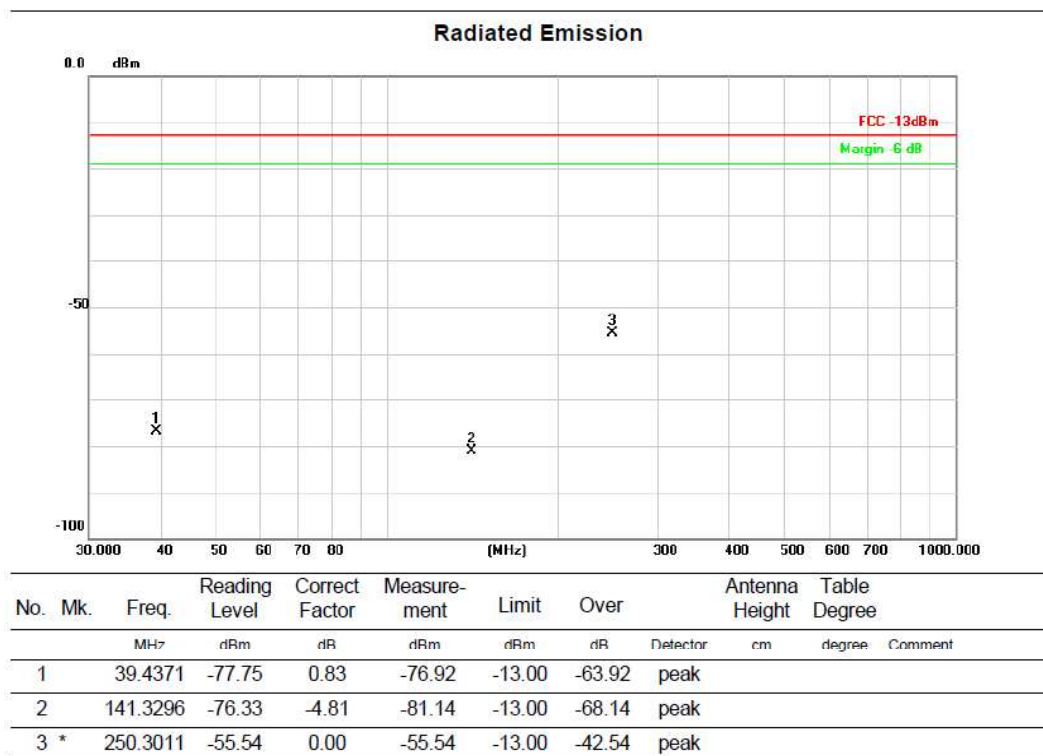 Radiated Emission
0.0 dBm
FCC -13dBm
Margin -6 dB
-50
3
1
2
-100
30.000 40 50 60 70 80 (MHz) 300 400 500 600 700 1000.000
No. Mk. Freq. Reading Level Correct Factor Measure-ment Limit Over Antenna Height Table Degree
MHz dBm dB dBm dBm dB Detector cm degree Comment
1 39.4371 -77.75 0.83 -76.92 -13.00 -63.92 peak
2 141.3296 -76.33 -4.81 -81.14 -13.00 -68.14 peak
3 * 250.3011 -55.54 0.00 -55.54 -13.00 -42.54 peak